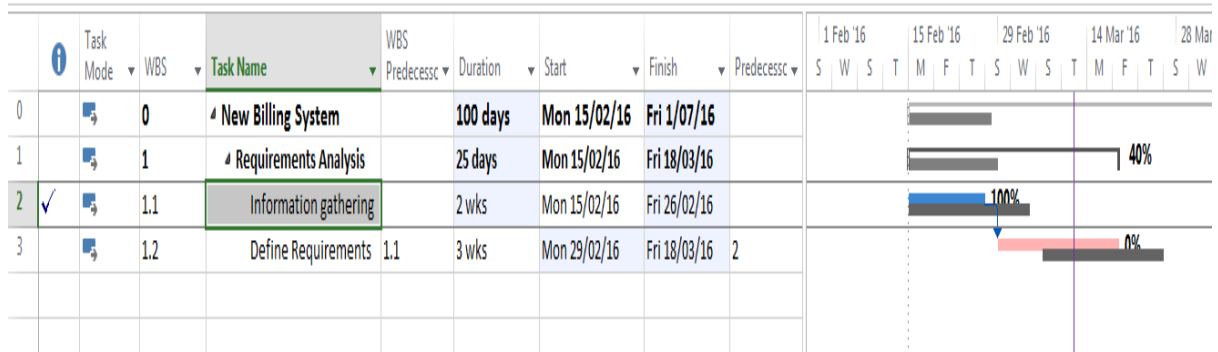 Task Mode WBS Task Name WBS Predecessc Duration Start Finish Predecessc 1 Feb '16 15 Feb '16 29 Feb '16 14 Mar '16 28 Mar
S W S T M F T S W S T M F T S W
0 0 New Billing System 100 days Mon 15/02/16 Fri 1/07/16
1 1 Requirements Analysis 25 days Mon 15/02/16 Fri 18/03/16 40%
2 1.1 Information gathering 2 wks Mon 15/02/16 Fri 26/02/16 100%
3 1.2 Define Requirements 1.1 3 wks Mon 29/02/16 Fri 18/03/16 2 0%